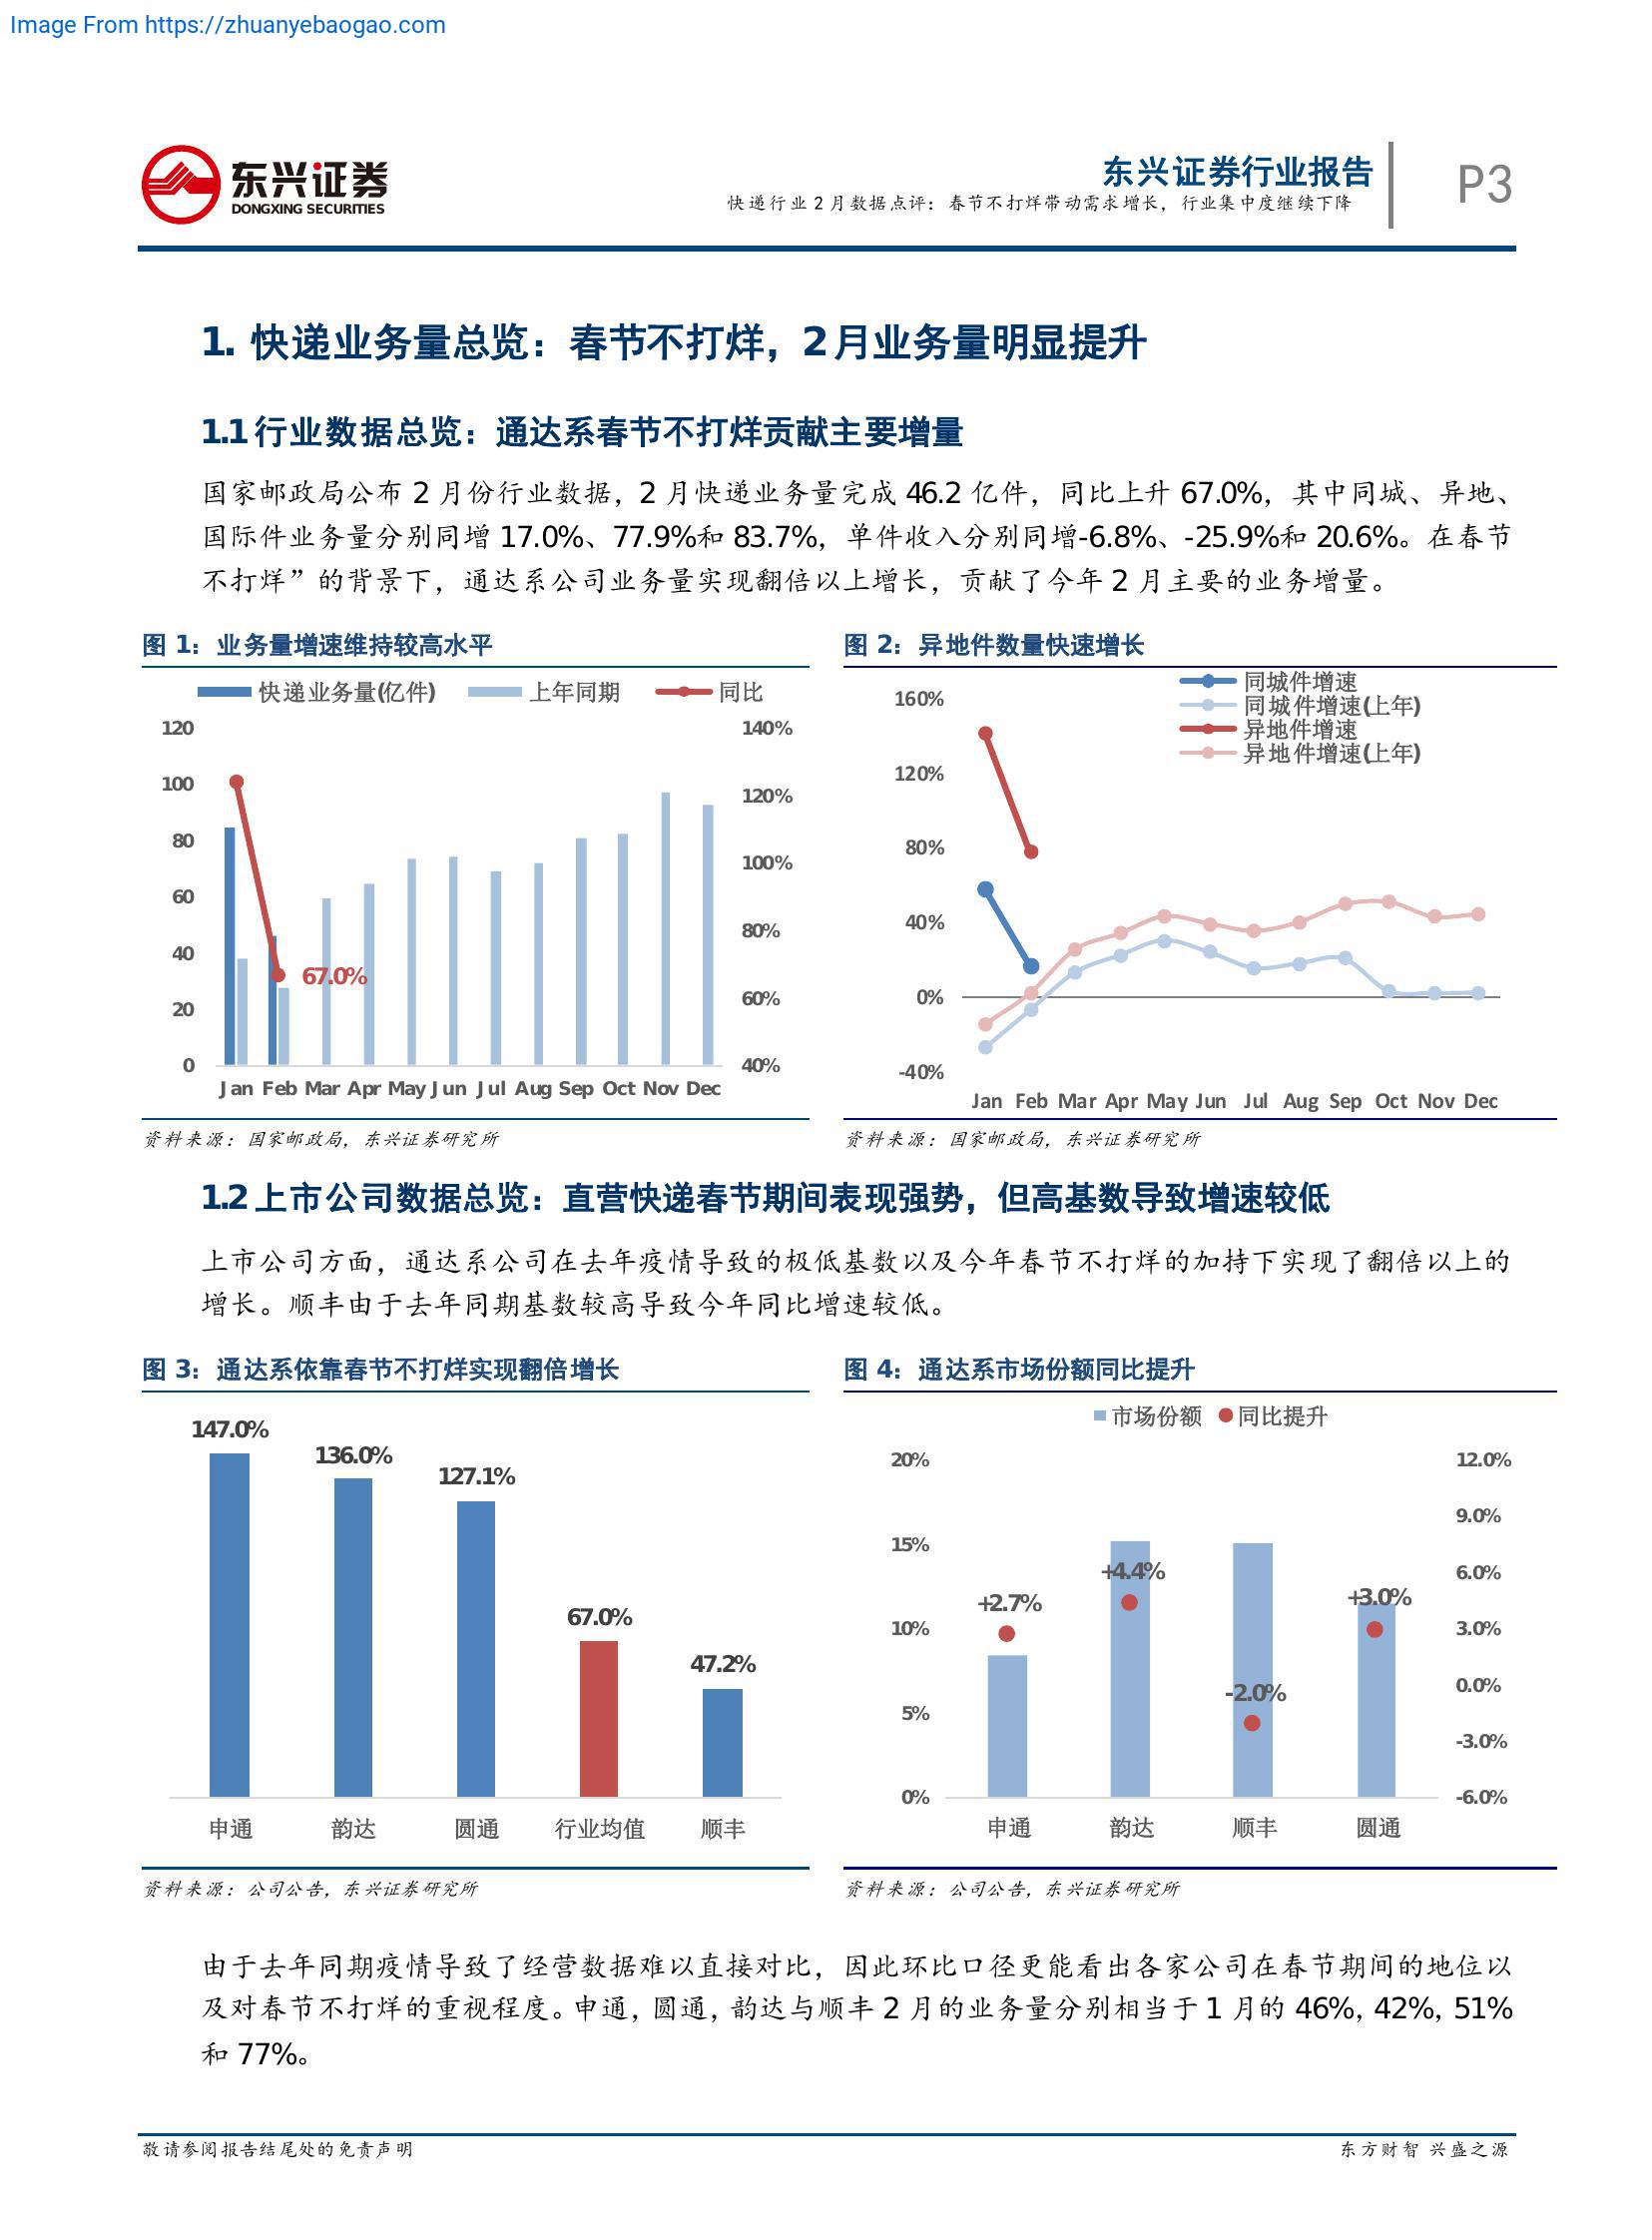 Image From https://zhuanyebaogao.com
东兴证券
DONGXING SECURITIES
东兴证券行业报告
快递行业 2 月数据点评：春节不打烊带动需求增长，行业集中度继续下降
P3
1. 快递业务量总览：春节不打烊，2 月业务量明显提升
1.1 行业数据总览：通达系春节不打烊贡献主要增量
国家邮政局公布 2 月份行业数据，2 月快递业务量完成 46.2 亿件，同比上升 67.0%，其中同城、异地、
国际件业务量分别同增 17.0%、77.9%和 83.7%，单件收入分别同增-6.8%、-25.9%和 20.6%。在春节
不打烊”的背景下，通达系公司业务量实现翻倍以上增长，贡献了今年 2 月主要的业务增量。
图 1：业务量增速维持较高水平
快递业务量(亿件) 上年同期 同比
120
100
80
60
40
20
0
140%
120%
100%
80%
60%
40%
67.0%
Jan Feb Mar Apr May Jun Jul Aug Sep Oct Nov Dec
资料来源：国家邮政局，东兴证券研究所
图 2：异地件数量快速增长
同城件增速
同城件增速(上年)
异地件增速
异地件增速(上年)
160%
120%
80%
40%
0%
-40%
Jan Feb Mar Apr May Jun Jul Aug Sep Oct Nov Dec
资料来源：国家邮政局，东兴证券研究所
1.2 上市公司数据总览：直营快递春节期间表现强势，但高基数导致增速较低
上市公司方面，通达系公司在去年疫情导致的极低基数以及今年春节不打烊的加持下实现了翻倍以上的
增长。顺丰由于去年同期基数较高导致今年同比增速较低。
图 3：通达系依靠春节不打烊实现翻倍增长
147.0%
136.0%
127.1%
67.0%
47.2%
申通 韵达 圆通 行业均值 顺丰
资料来源：公司公告，东兴证券研究所
图 4：通达系市场份额同比提升
市场份额 同比提升
20%
15%
10%
5%
0%
12.0%
9.0%
6.0%
3.0%
0.0%
-3.0%
-6.0%
+2.7%
+4.4%
-2.0%
+3.0%
申通 韵达 顺丰 圆通
资料来源：公司公告，东兴证券研究所
由于去年同期疫情导致了经营数据难以直接对比，因此环比口径更能看出各家公司在春节期间的地位以
及对春节不打烊的重视程度。申通，圆通，韵达与顺丰 2 月的业务量分别相当于 1 月的 46%，42%，51%
和 77%。
敬请参阅报告结尾处的免责声明
东方财智 兴盛之源